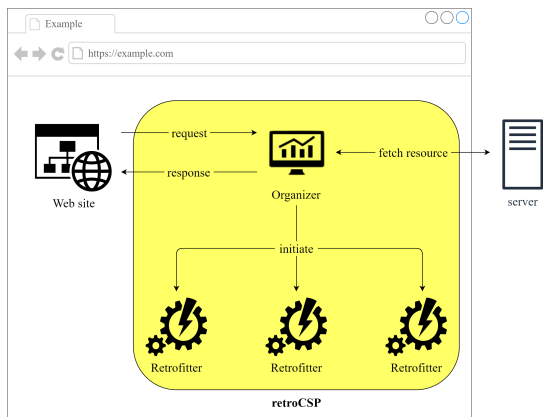 Example
https://example.com
request
response
fetch resource
Web site
Organizer
server
initiate
Retrofitter
Retrofitter
Retrofitter
retroCSP